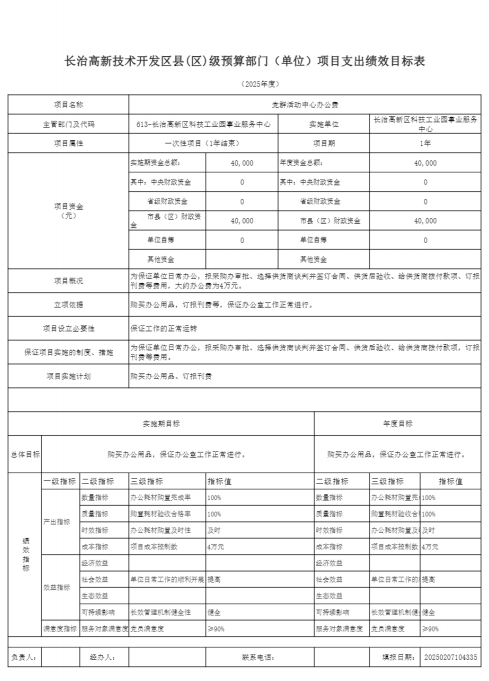 长治高新技术开发区县(区)级预算部门（单位）项目支出绩效目标表
（2025年度）
项目名称 党群活动中心办公费
主管部门及代码 613-长治高新区科技工业园事业服务中心 实施单位 长治高新区科技工业园事业服务中心
项目属性 一次性项目（1年结束） 项目期 1年
项目资金（元） 实施期资金总额： 40,000 年度资金总额： 40,000
其中：中央财政资金 0 其中：中央财政资金 0
省级财政资金 0 省级财政资金 0
市县（区）财政资金 40,000 市县（区）财政资金 40,000
单位自筹 0 单位自筹 0
其他资金 其他资金
项目概况 为保证单位日常办公，报采购办审批、选择供货商谈判并签订合同、供货后验收、给供货商拨付款项、订报刊费等费用，大约办公费为4万元。
立项依据 购买办公用品，订报刊费等，保证办公室工作正常进行。
项目设立必要性 保证工作的正常运转
保证项目实施的制度、措施 为保证单位日常办公，报采购办审批、选择供货商谈判并签订合同、供货后验收、给供货商拨付款项，订报刊费等费用。
项目实施计划 购买办公用品、订报刊费
实施期目标 年度目标
总体目标 购买办公用品，保证办公室工作正常进行。 购买办公用品，保证办公室工作正常进行。
绩效指标 一级指标 二级指标 三级指标 指标值 二级指标 三级指标 指标值
产出指标 数量指标 办公耗材购置完成率 100% 数量指标 办公耗材购置完 100%
质量指标 购置耗材验收合格率 100% 质量指标 购置耗材验收合 100%
时效指标 办公耗材购置及时性 及时 时效指标 办公耗材购置及 及时
成本指标 项目成本控制数 4万元 成本指标 项目成本控制数 4万元
效益指标 经济效益 经济效益
社会效益 单位日常工作的顺利开展 提高 社会效益 单位日常工作的 提高
生态效益 生态效益
可持续影响 长效管理机制健全性 健全 可持续影响 长效管理机制健 健全
满意度指标 服务对象满意度 党员满意度 ≥90% 服务对象满意度 党员满意度 ≥90%
负责人： 经办人： 联系电话： 填报日期： 20250207104335